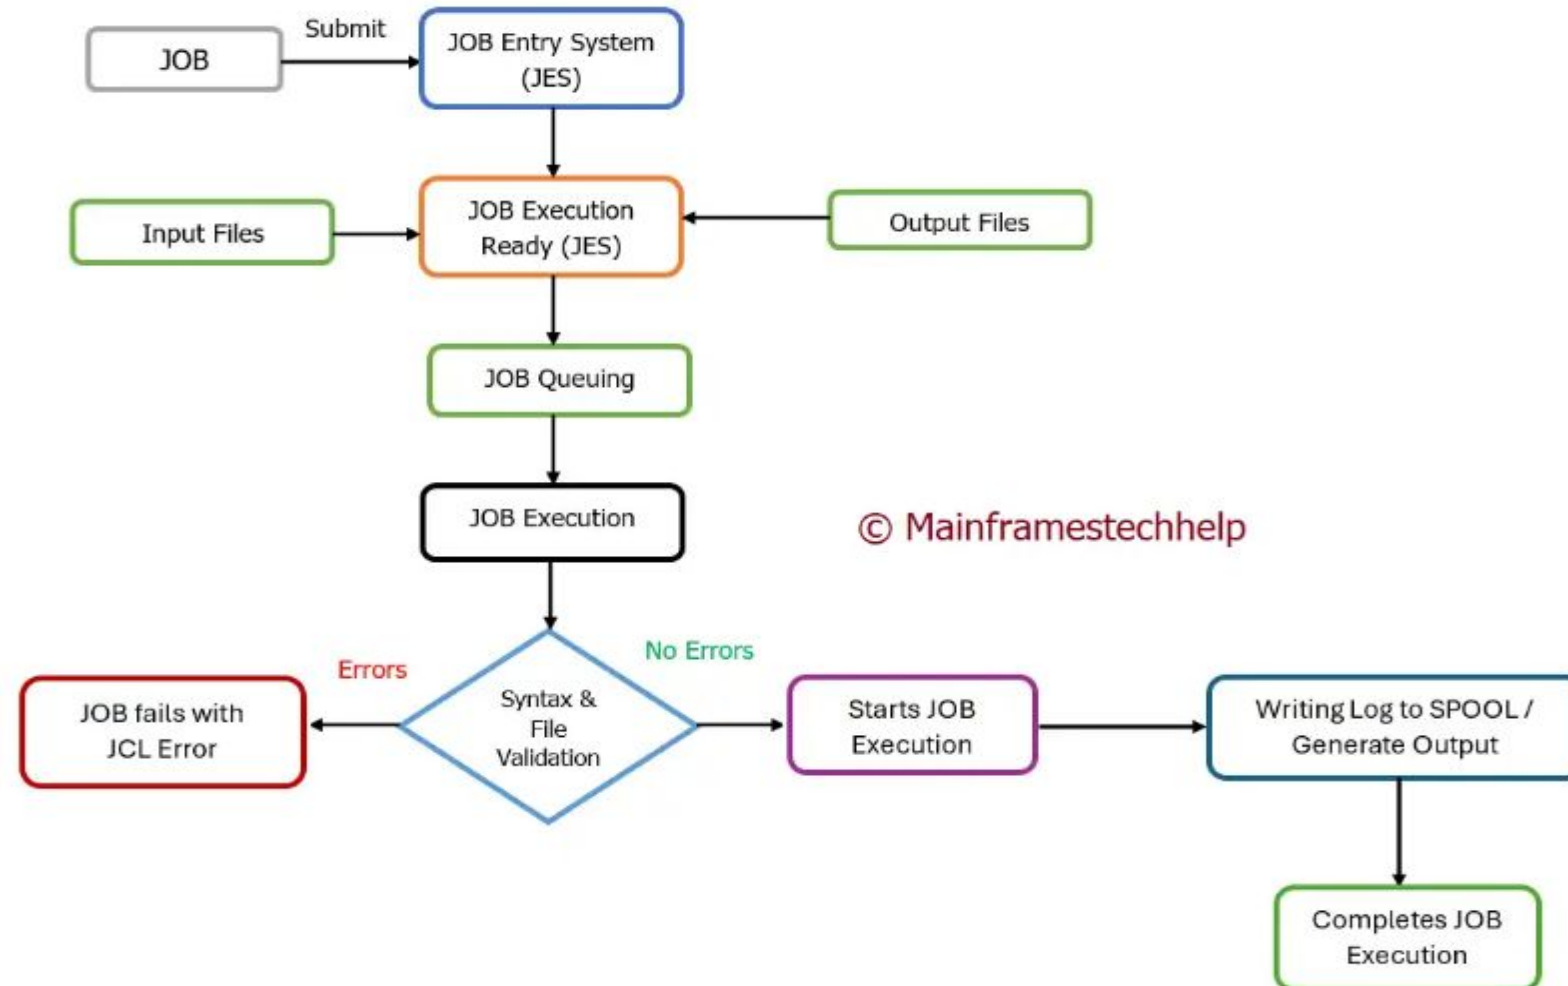 Submit
JOB
JOB Entry System
(JES)
Input Files
JOB Execution
Ready (JES)
Output Files
JOB Queuing
JOB Execution
© Mainframestechhelp
Errors
No Errors
JOB fails with
JCL Error
Syntax &
File
Validation
Starts JOB
Execution
Writing Log to SPOOL /
Generate Output
Completes JOB
Execution